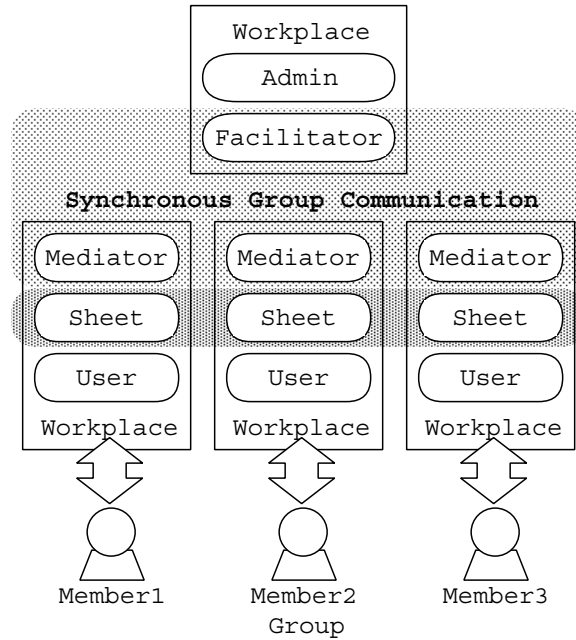 Workplace
Admin
Facilitator
Synchronous Group Communication
Mediator Mediator Mediator
Sheet Sheet Sheet
User User User
Workplace Workplace Workplace
Member1 Member2 Member3
Group